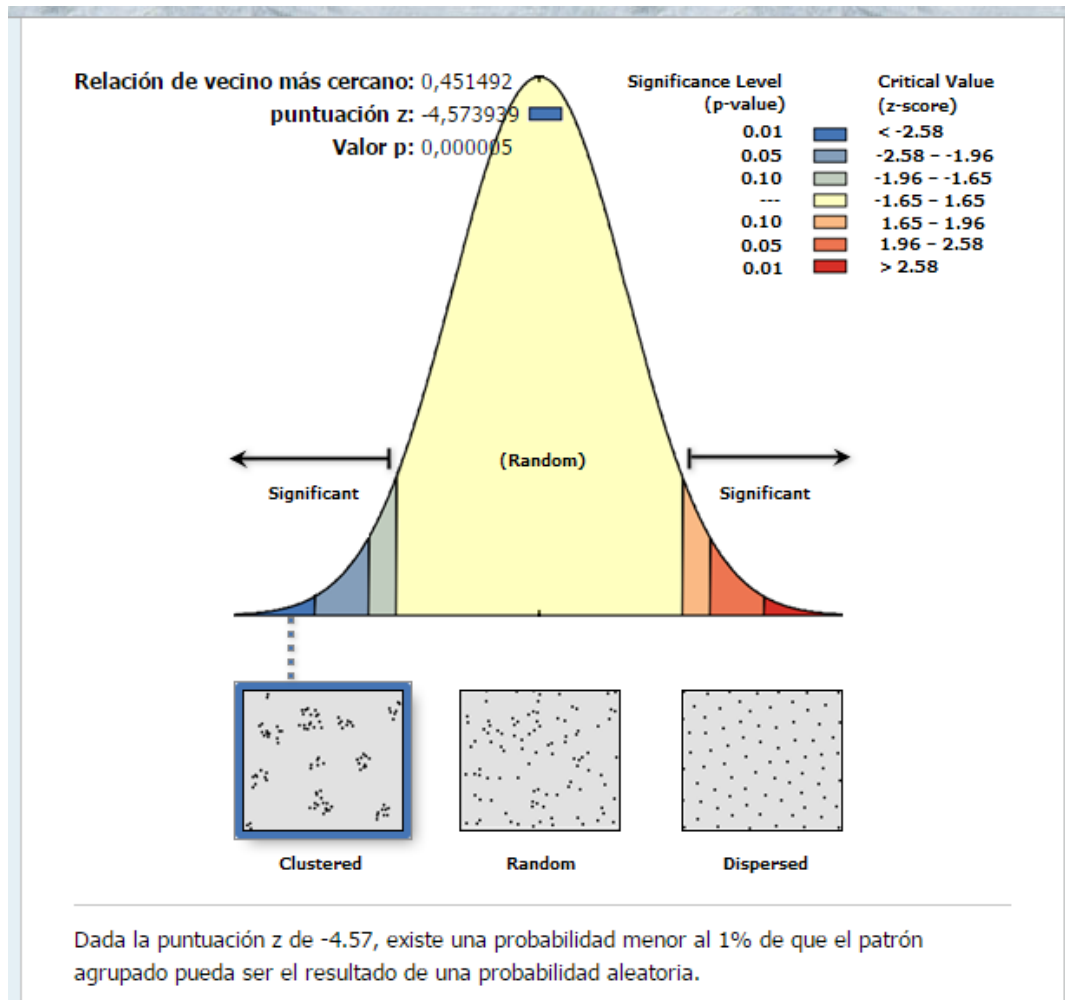 Relación de vecino más cercano: 0,451492
puntuación z: -4,573939
Valor p: 0,000005
Significance Level
(p-value)
Critical Value
(z-score)
0.01 < -2.58
0.05 -2.58 – -1.96
0.10 -1.96 – -1.65
--- -1.65 – 1.65
0.10 1.65 – 1.96
0.05 1.96 – 2.58
0.01 > 2.58
(Random)
Significant
Significant
Clustered
Random
Dispersed
Dada la puntuación z de -4.57, existe una probabilidad menor al 1% de que el patrón
agrupado pueda ser el resultado de una probabilidad aleatoria.